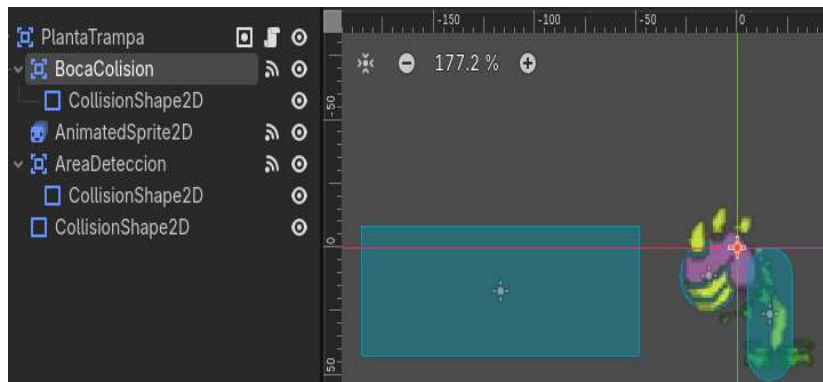 PlantaTrampa
BocaColision
CollisionShape2D
AnimatedSprite2D
AreaDeteccion
CollisionShape2D
CollisionShape2D
-150
-100
-50
0
177.2 %
-50
0
50